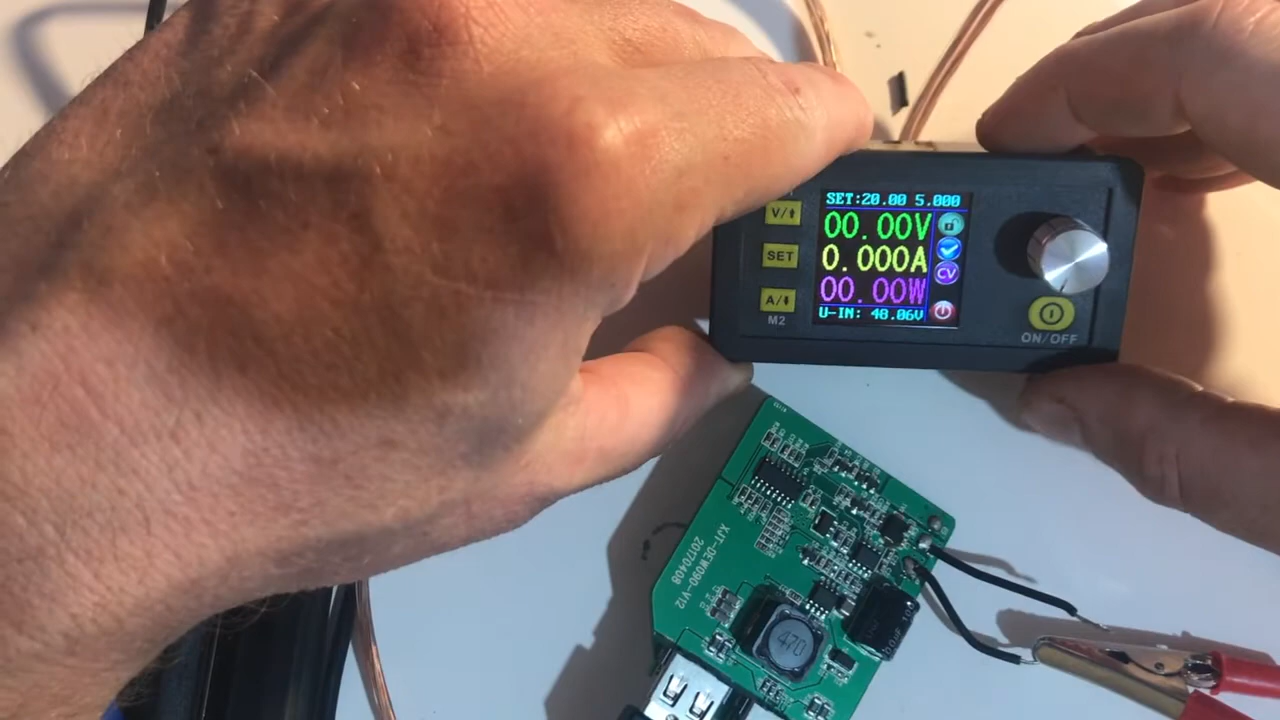 SET:20.00 5.000
V/⬆
00.00V
SET
0.000A
CV
A/⬇
00.00W
M2
U-IN: 48.06V
ON/OFF
XJT-DEW090-V12
20170408
470